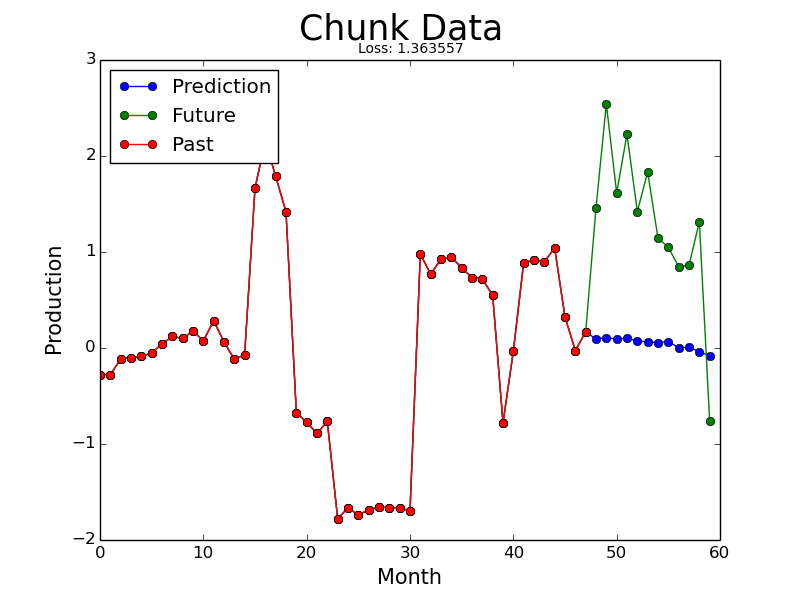 Chunk Data
Loss: 1.363557
3
2
1
0
−1
−2
Production
Prediction
Future
Past
0 10 20 30 40 50 60
Month